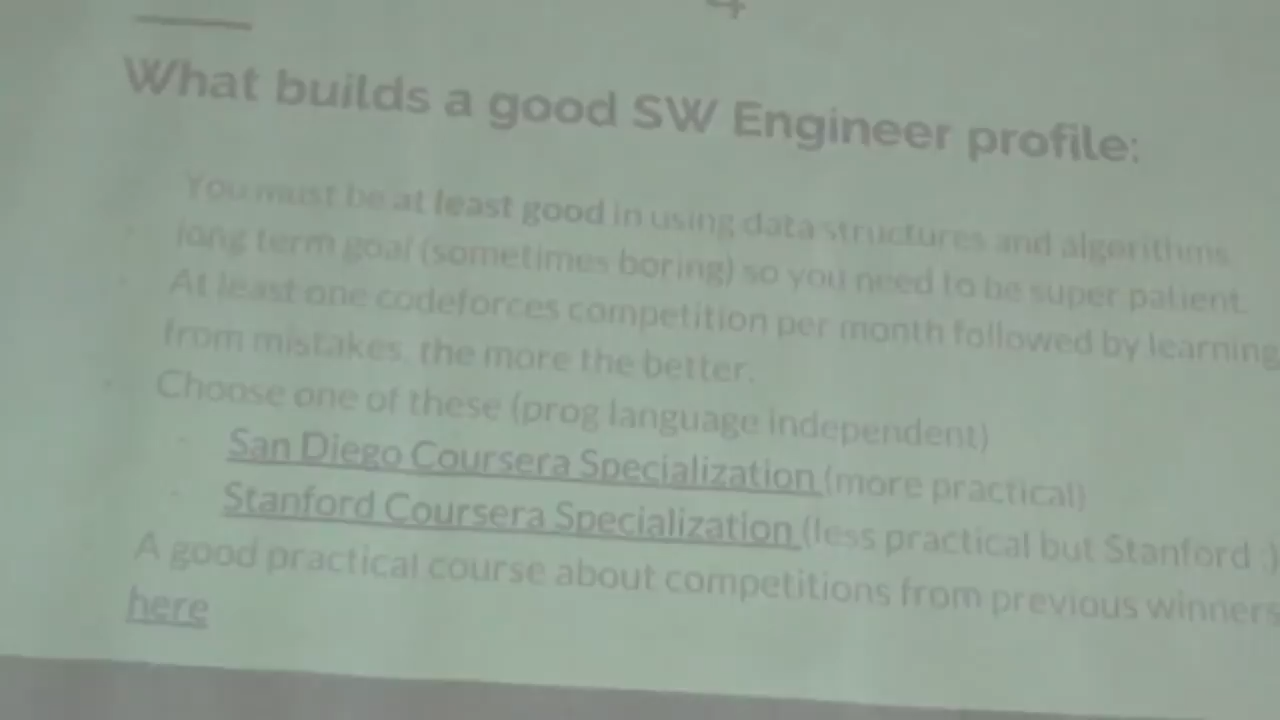 4
What builds a good SW Engineer profile:
You must be at least good in using data structures and algorithms
long term goal (sometimes boring) so you need to be super patient.
At least one codeforces competition per month followed by learning
from mistakes, the more the better.
Choose one of these (prog language independent)
San Diego Coursera Specialization (more practical)
Stanford Coursera Specialization (less practical but Stanford :)
A good practical course about competitions from previous winners
here